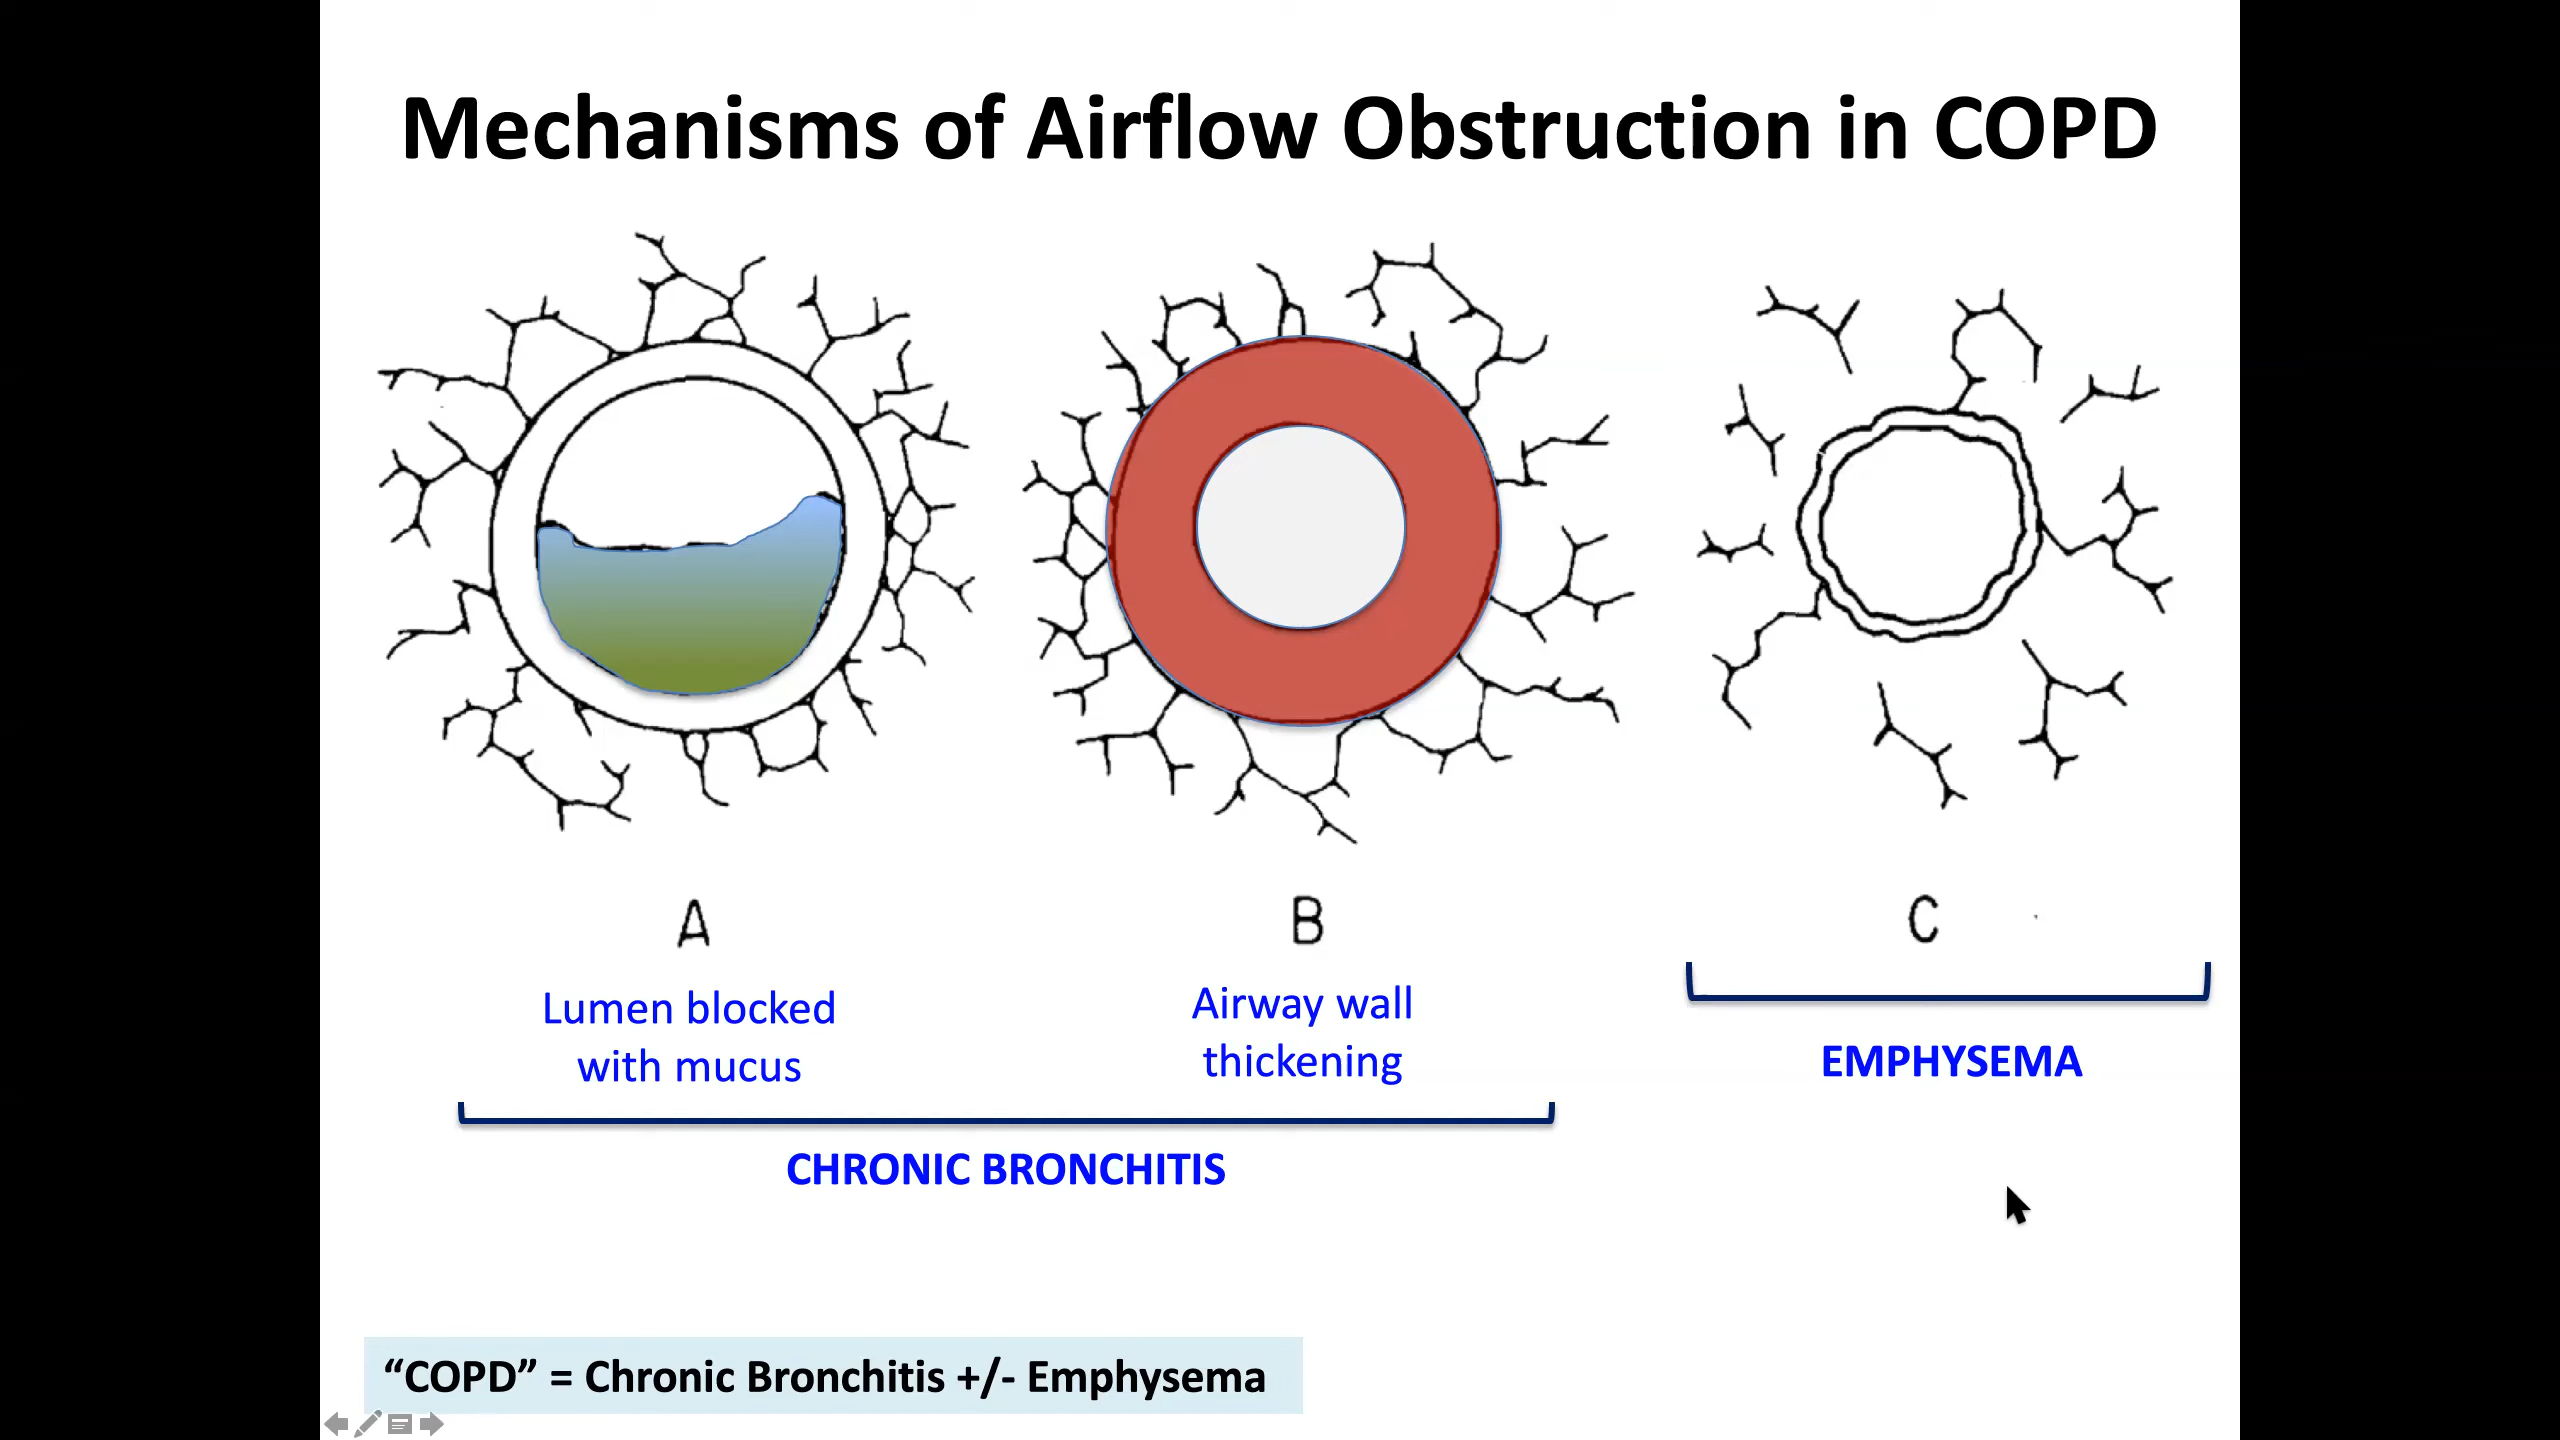 Mechanisms of Airflow Obstruction in COPD
A
B
C
Lumen blocked
with mucus
Airway wall
thickening
EMPHYSEMA
CHRONIC BRONCHITIS
“COPD” = Chronic Bronchitis +/- Emphysema